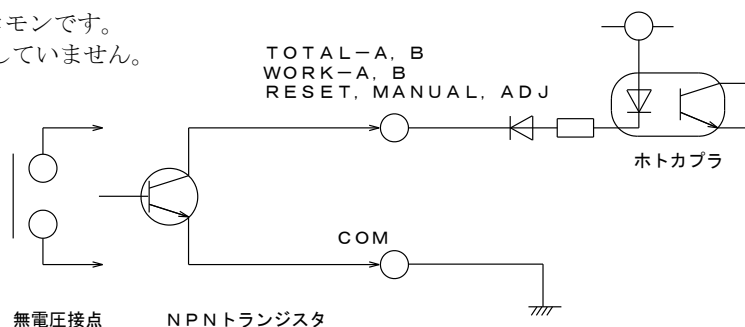 モンです。
していません。
TOTAL－A, B
WORK－A, B
RESET, MANUAL, ADJ
ホトカプラ
COM
無電圧接点
NPNトランジスタ